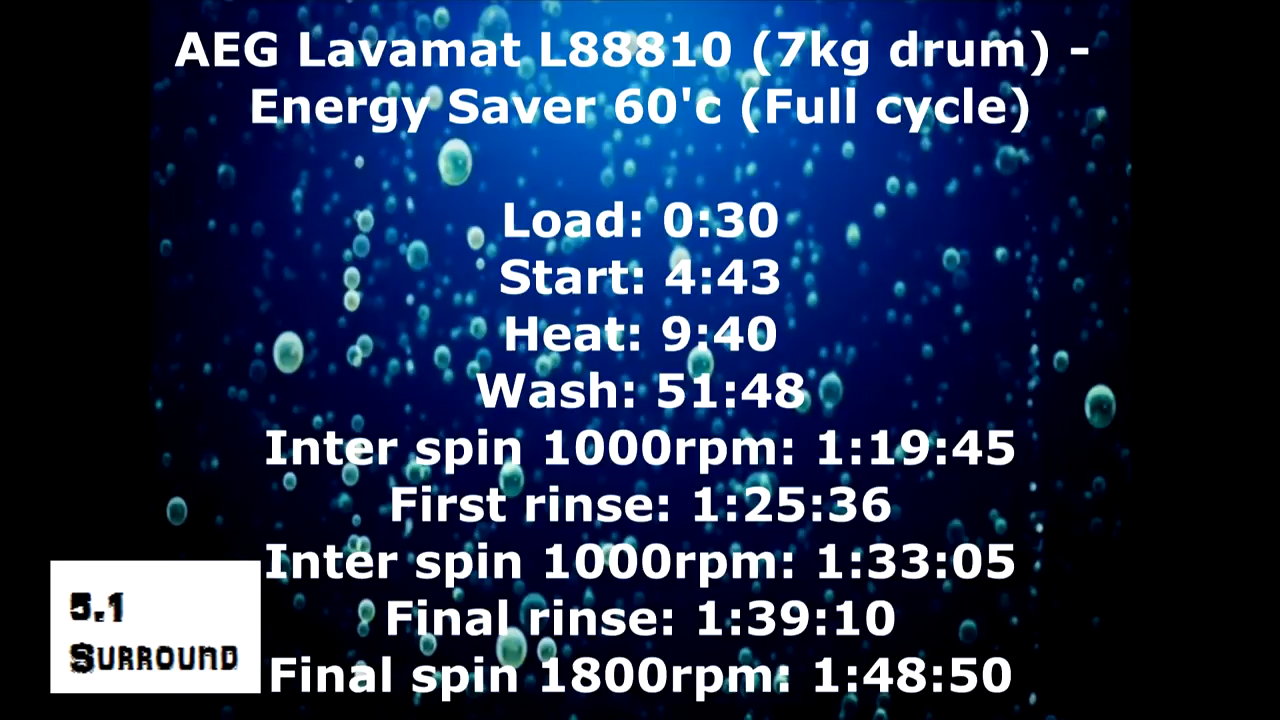 AEG Lavamat L88810 (7kg drum) -
Energy Saver 60'c (Full cycle)
Load: 0:30
Start: 4:43
Heat: 9:40
Wash: 51:48
Inter spin 1000rpm: 1:19:45
First rinse: 1:25:36
Inter spin 1000rpm: 1:33:05
Final rinse: 1:39:10
Final spin 1800rpm: 1:48:50
5.1
Surround